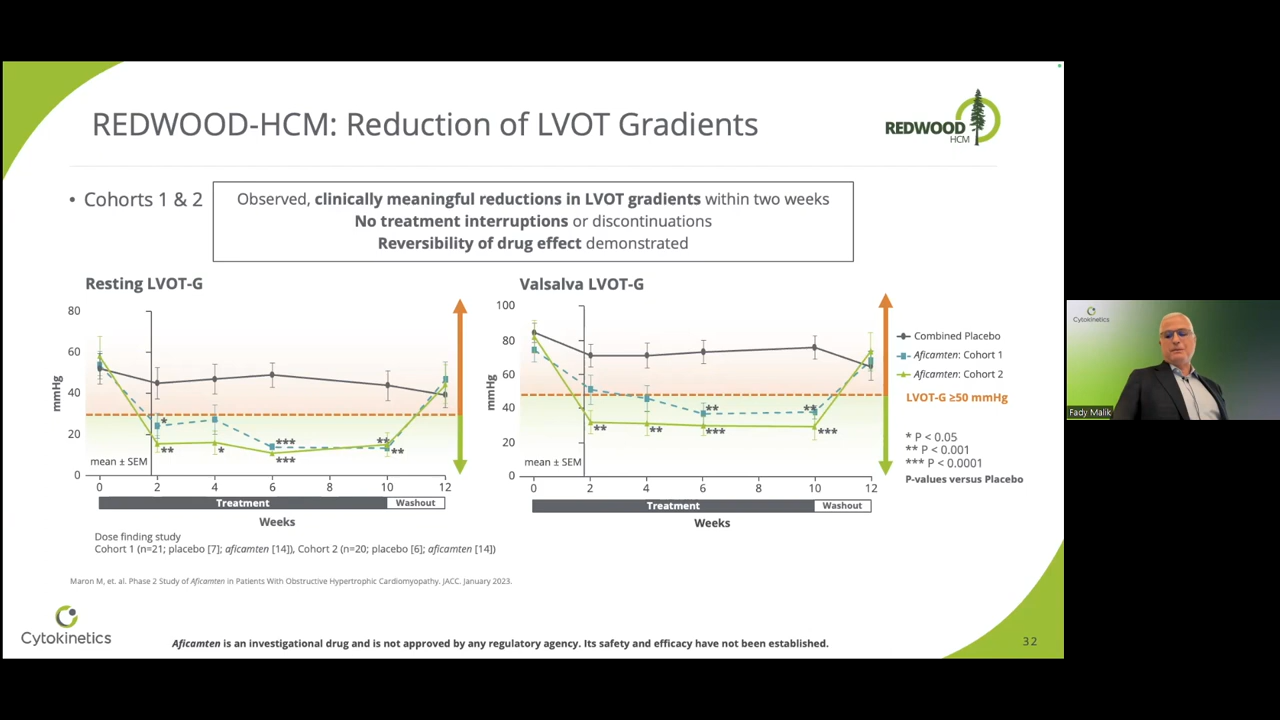 REDWOOD-HCM: Reduction of LVOT Gradients
REDWOOD
HCM
• Cohorts 1 & 2
Observed, clinically meaningful reductions in LVOT gradients within two weeks
No treatment interruptions or discontinuations
Reversibility of drug effect demonstrated
Resting LVOT-G
80
60
40
20
0
mmHg
*
**
*
***
***
**
**
mean ± SEM
0 2 4 6 8 10 12
Treatment Washout
Weeks
Valsalva LVOT-G
100
80
60
40
20
0
mmHg
**
**
**
***
**
***
mean ± SEM
0 2 4 6 8 10 12
Treatment Washout
Weeks
Combined Placebo
Aficamten: Cohort 1
Aficamten: Cohort 2
LVOT-G ≥50 mmHg
* P < 0.05
** P < 0.001
*** P < 0.0001
P-values versus Placebo
Dose finding study
Cohort 1 (n=21; placebo [7]; aficamten [14]), Cohort 2 (n=20; placebo [6]; aficamten [14])
Maron M, et. al. Phase 2 Study of Aficamten in Patients With Obstructive Hypertrophic Cardiomyopathy. JACC. January 2023.
Cytokinetics
Aficamten is an investigational drug and is not approved by any regulatory agency. Its safety and efficacy have not been established.
32
Cytokinetics
Fady Malik